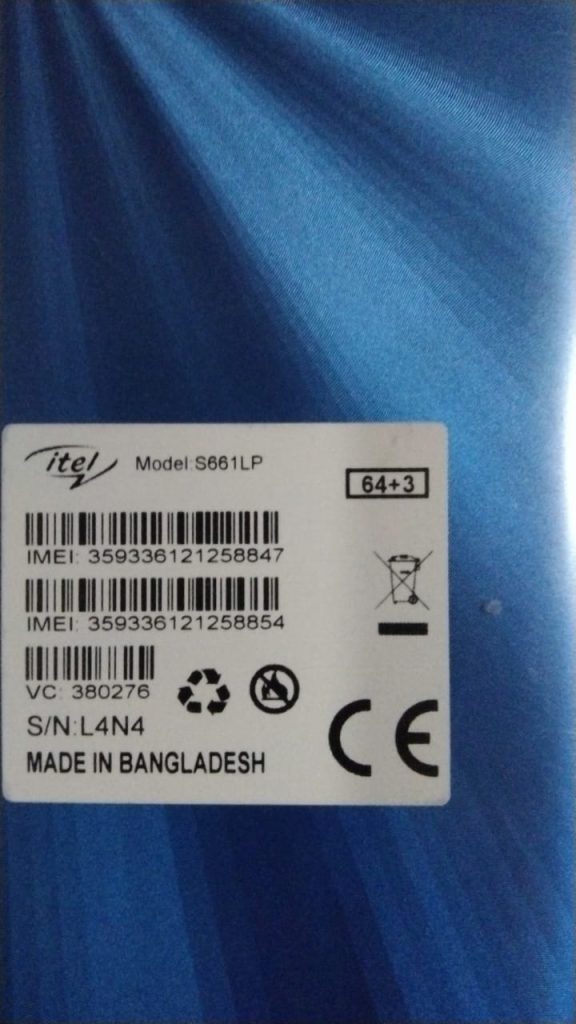 itel Model:S661LP
64+3
IMEI: 359336121258847
IMEI: 359336121258854
VC: 380276
S/N:L4N4
MADE IN BANGLADESH
CE